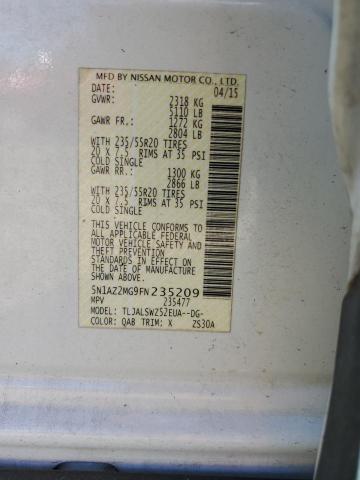 MFD BY NISSAN MOTOR CO., LTD.
DATE: 04/15
GVWR: 2318 KG
5110 LB
GAWR FR.: 1272 KG
2804 LB
WITH 235/55R20 TIRES
20 X 7.5 RIMS AT 35 PSI
COLD SINGLE
GAWR RR.: 1300 KG
2866 LB
WITH 235/55R20 TIRES
20 X 7.5 RIMS AT 35 PSI
COLD SINGLE
THIS VEHICLE CONFORMS TO
ALL APPLICABLE FEDERAL
MOTOR VEHICLE SAFETY AND
THEFT PREVENTION
STANDARDS IN EFFECT ON
THE DATE OF MANUFACTURE
SHOWN ABOVE.
5N1AZ2MG9FN235209
MPV 235477
MODEL: TLJALSWZ52EUA--DG-
COLOR: QAB TRIM: X ZS30A